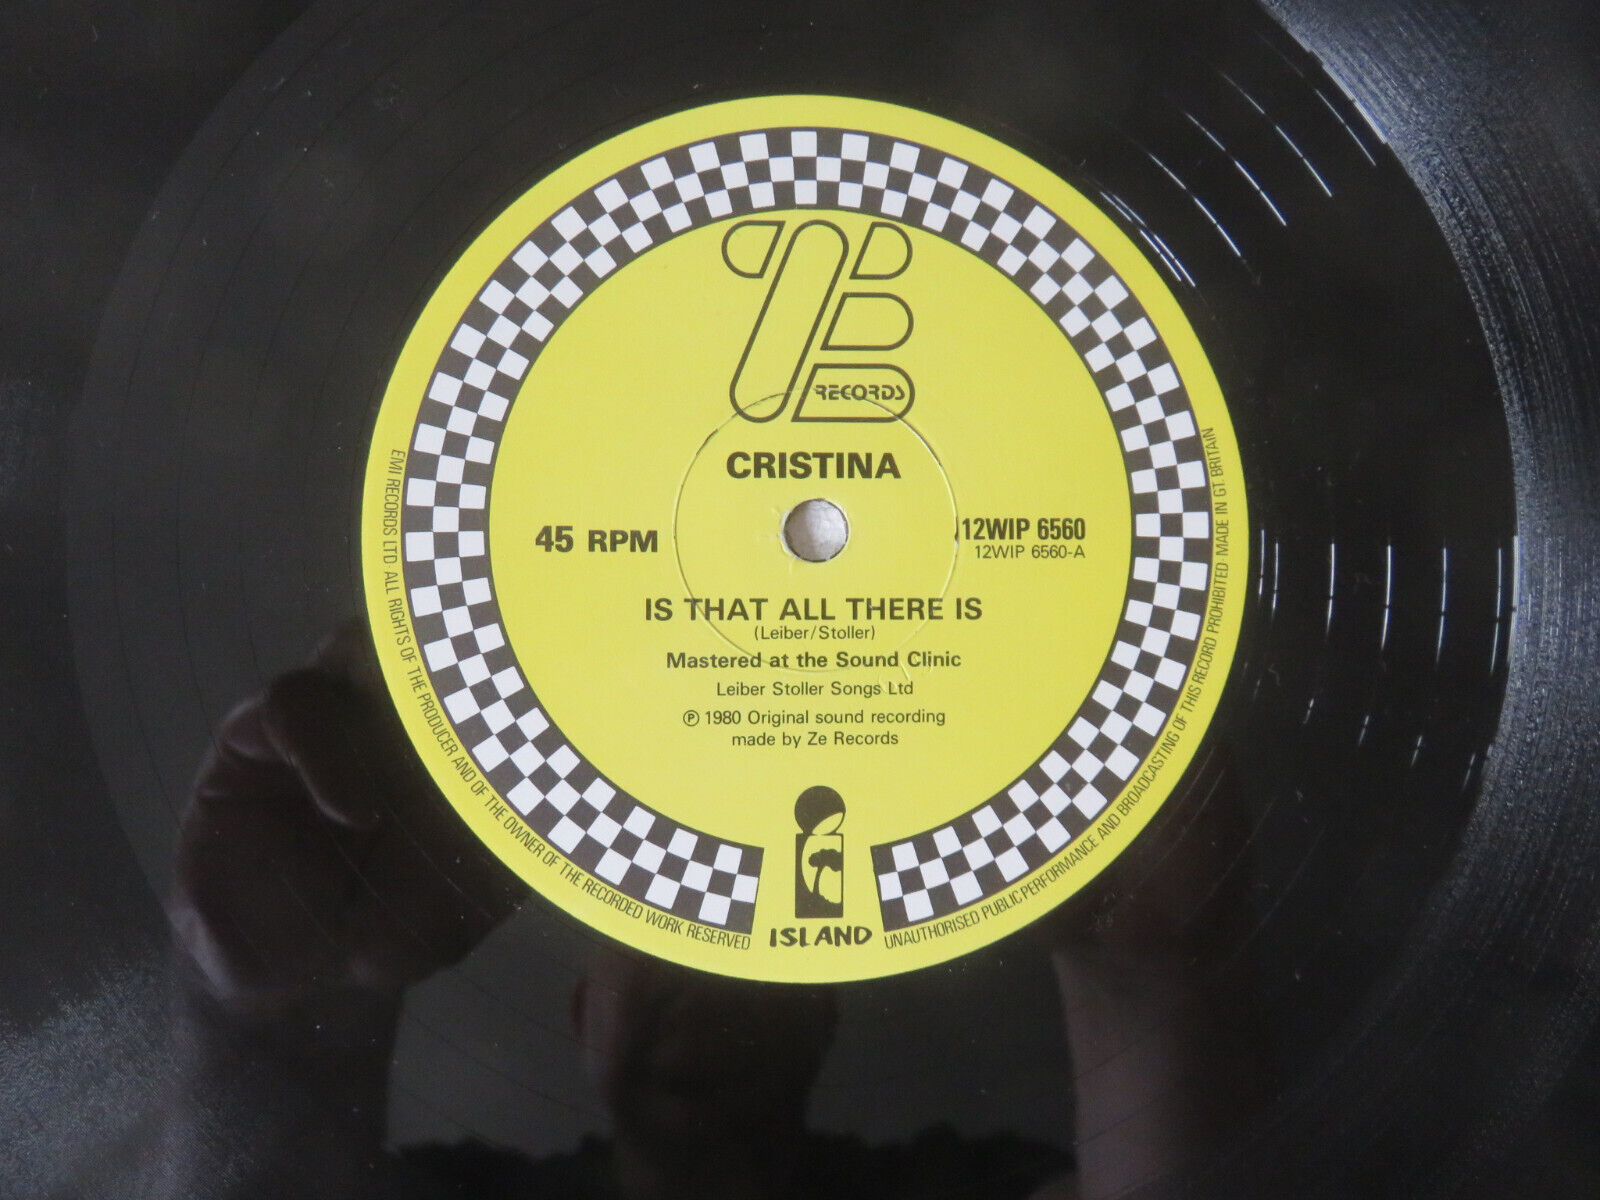 ZE
RECORDS
CRISTINA
45 RPM
12WIP 6560
12WIP 6560-A
IS THAT ALL THERE IS
(Leiber/Stoller)
Mastered at the Sound Clinic
Leiber Stoller Songs Ltd
℗ 1980 Original sound recording
made by Ze Records
ISLAND
EMI RECORDS LTD ALL RIGHTS OF THE PRODUCER AND OF THE OWNER OF THE RECORDED WORK RESERVED
UNAUTHORISED PUBLIC PERFORMANCE AND BROADCASTING OF THIS RECORD PROHIBITED MADE IN GT. BRITAIN